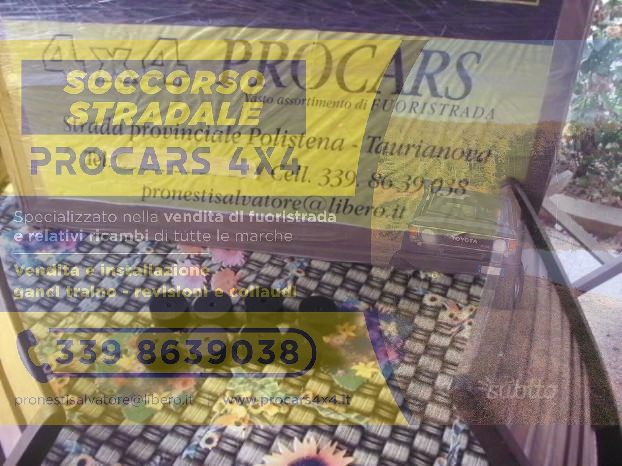 4x4 PROCARS
Vasto assortimento di FUORISTRADA
Strada provinciale Polistena - Taurianova
Cell. 339. 86 39 038
pronestisalvatore@libero.it
SOCCORSO
STRADALE
PROCARS 4x4
Specializzato nella vendita di fuoristrada
e relativi ricambi di tutte le marche
vendita e installazione
ganci traino - revisioni e collaudi
339 8639038
pronestisalvatore@libero.it | www.procars4x4.it
TOYOTA
subito